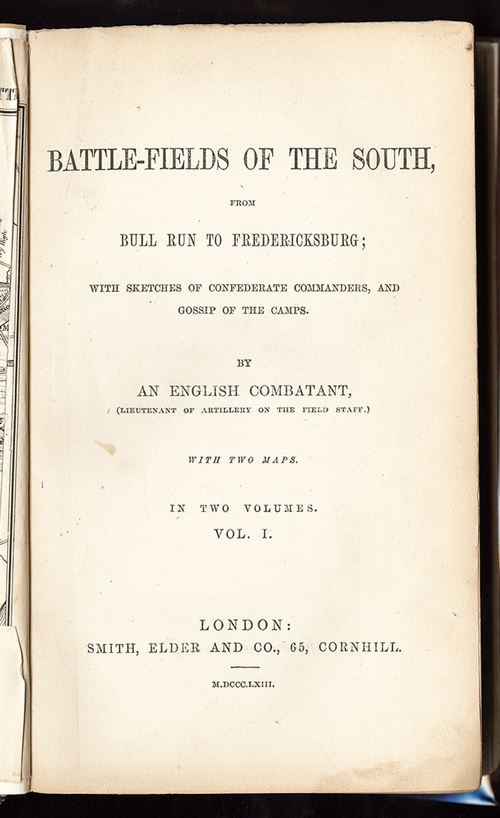 BATTLE-FIELDS OF THE SOUTH,
FROM
BULL RUN TO FREDERICKSBURG;
WITH SKETCHES OF CONFEDERATE COMMANDERS, AND
GOSSIP OF THE CAMPS.
BY
AN ENGLISH COMBATANT,
(LIEUTENANT OF ARTILLERY ON THE FIELD STAFF.)
WITH TWO MAPS.
IN TWO VOLUMES.
VOL. I.
LONDON:
SMITH, ELDER AND CO., 65, CORNHILL.
M.DCCC.LXIII.